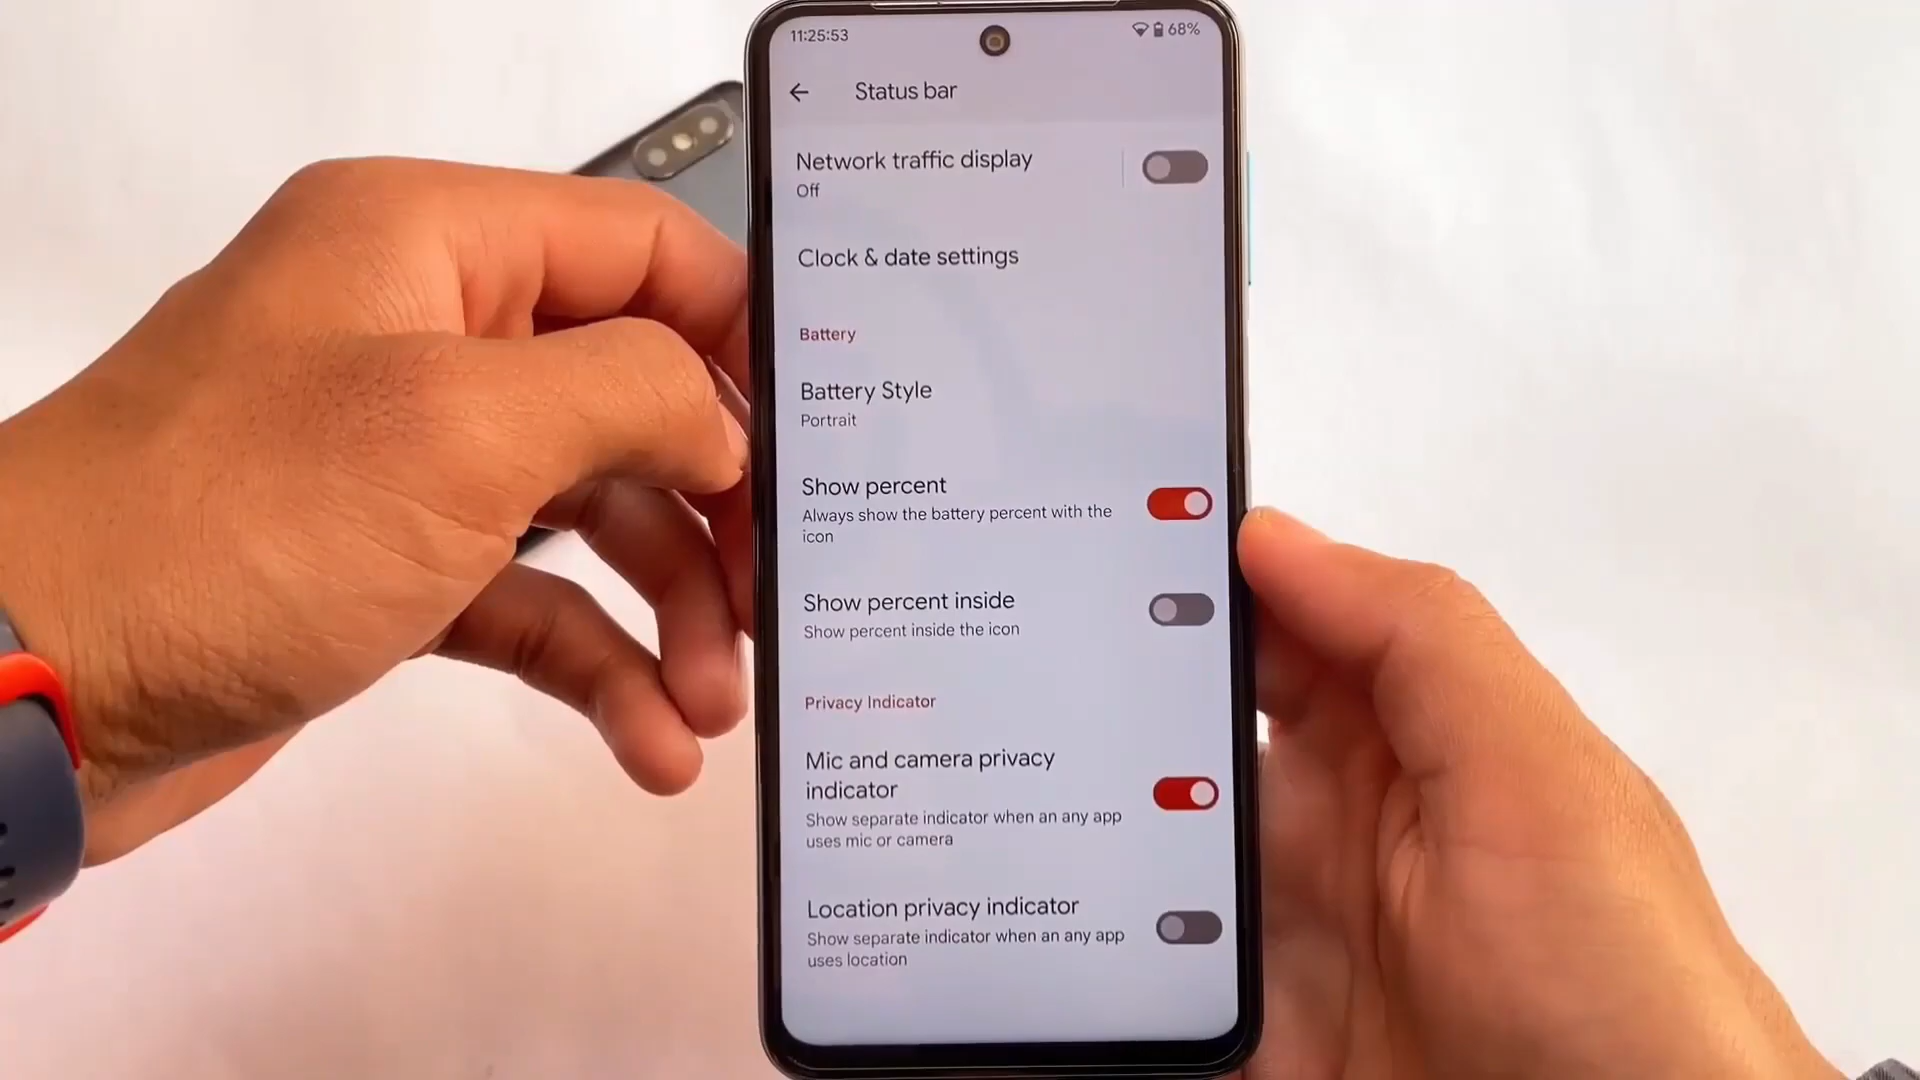 11:25:53
68%
Status bar
Network traffic display
Off
Clock & date settings
Battery
Battery Style
Portrait
Show percent
Always show the battery percent with the
icon
Show percent inside
Show percent inside the icon
Privacy Indicator
Mic and camera privacy
indicator
Show separate indicator when an any app
uses mic or camera
Location privacy indicator
Show separate indicator when an any app
uses location